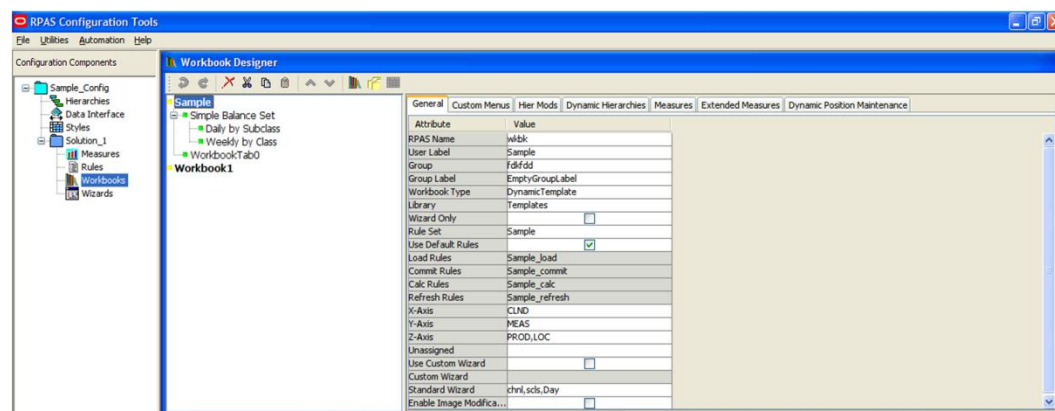 RPAS Configuration Tools
File Utilities Automation Help
Configuration Components
Sample_Config
Hierarchies
Data Interface
Styles
Solution_1
Measures
Rules
Workbooks
Wizards
Workbook Designer
Sample
Simple Balance Set
Daily by Subclass
Weekly by Class
WorkbookTab0
Workbook1
General Custom Menus Hier Mods Dynamic Hierarchies Measures Extended Measures Dynamic Position Maintenance
Attribute Value
RPAS Name wkbk
User Label Sample
Group fdkfdd
Group Label EmptyGroupLabel
Workbook Type DynamicTemplate
Library Templates
Wizard Only
Rule Set Sample
Use Default Rules
Load Rules Sample_load
Commit Rules Sample_commit
Calc Rules Sample_calc
Refresh Rules Sample_refresh
X-Axis CLND
Y-Axis MEAS
Z-Axis PROD,LOC
Unassigned
Use Custom Wizard
Custom Wizard
Standard Wizard chnl,scls,Day
Enable Image Modifica...